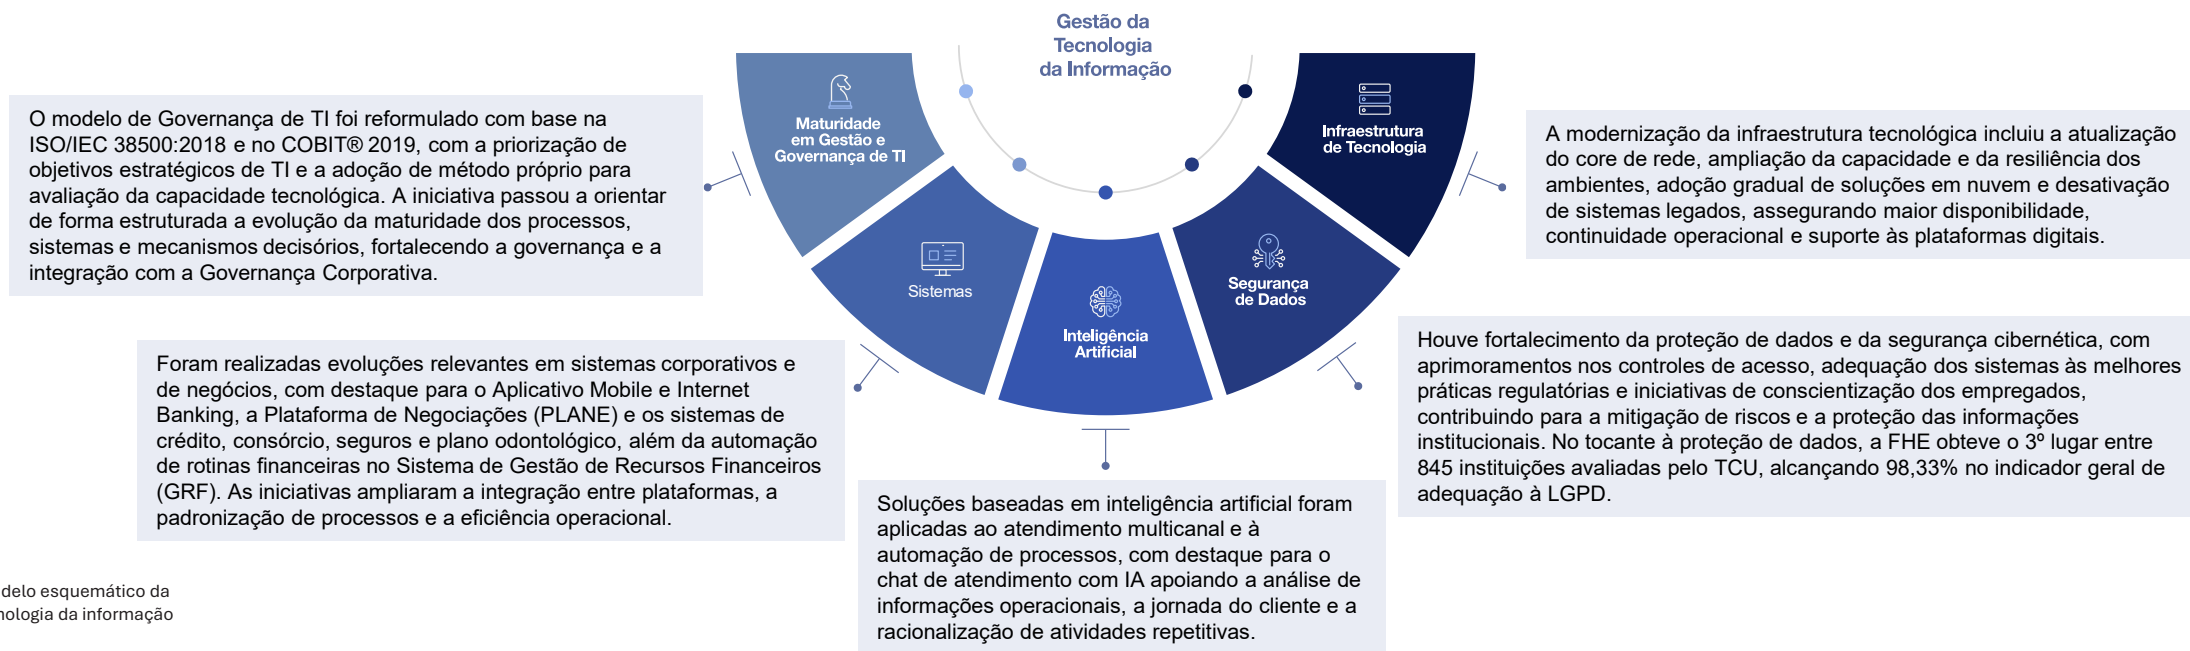 Gestão da
Tecnologia
da Informação
Maturidade
em Gestão e
Governança de TI
Sistemas
Inteligência
Artificial
Segurança
de Dados
Infraestrutura
de Tecnologia
O modelo de Governança de TI foi reformulado com base na
ISO/IEC 38500:2018 e no COBIT® 2019, com a priorização de
objetivos estratégicos de TI e a adoção de método próprio para
avaliação da capacidade tecnológica. A iniciativa passou a orientar
de forma estruturada a evolução da maturidade dos processos,
sistemas e mecanismos decisórios, fortalecendo a governança e a
integração com a Governança Corporativa.
Foram realizadas evoluções relevantes em sistemas corporativos e
de negócios, com destaque para o Aplicativo Mobile e Internet
Banking, a Plataforma de Negociações (PLANE) e os sistemas de
crédito, consórcio, seguros e plano odontológico, além da automação
de rotinas financeiras no Sistema de Gestão de Recursos Financeiros
(GRF). As iniciativas ampliaram a integração entre plataformas, a
padronização de processos e a eficiência operacional.
Soluções baseadas em inteligência artificial foram
aplicadas ao atendimento multicanal e à
automação de processos, com destaque para o
chat de atendimento com IA apoiando a análise de
informações operacionais, a jornada do cliente e a
racionalização de atividades repetitivas.
Houve fortalecimento da proteção de dados e da segurança cibernética, com
aprimoramentos nos controles de acesso, adequação dos sistemas às melhores
práticas regulatórias e iniciativas de conscientização dos empregados,
contribuindo para a mitigação de riscos e a proteção das informações
institucionais. No tocante à proteção de dados, a FHE obteve o 3º lugar entre
845 instituições avaliadas pelo TCU, alcançando 98,33% no indicador geral de
adequação à LGPD.
A modernização da infraestrutura tecnológica incluiu a atualização
do core de rede, ampliação da capacidade e da resiliência dos
ambientes, adoção gradual de soluções em nuvem e desativação
de sistemas legados, assegurando maior disponibilidade,
continuidade operacional e suporte às plataformas digitais.
delo esquemático da
nologia da informação